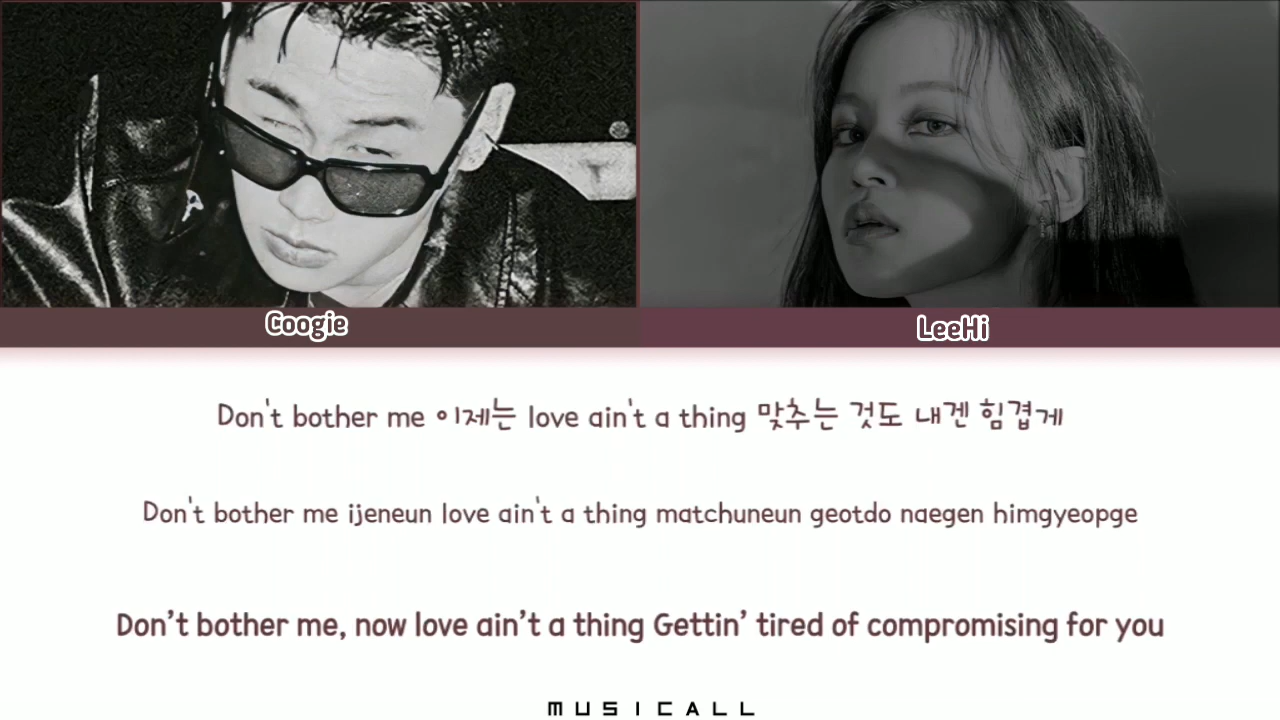 Coogie
LeeHi
Don't bother me 이제는 love ain't a thing 맞추는 것도 내겐 힘겹게
Don't bother me ijeneun love ain't a thing matchuneun geotdo naegen himgyeopge
Don’t bother me, now love ain’t a thing Gettin’ tired of compromising for you
MUSICALL